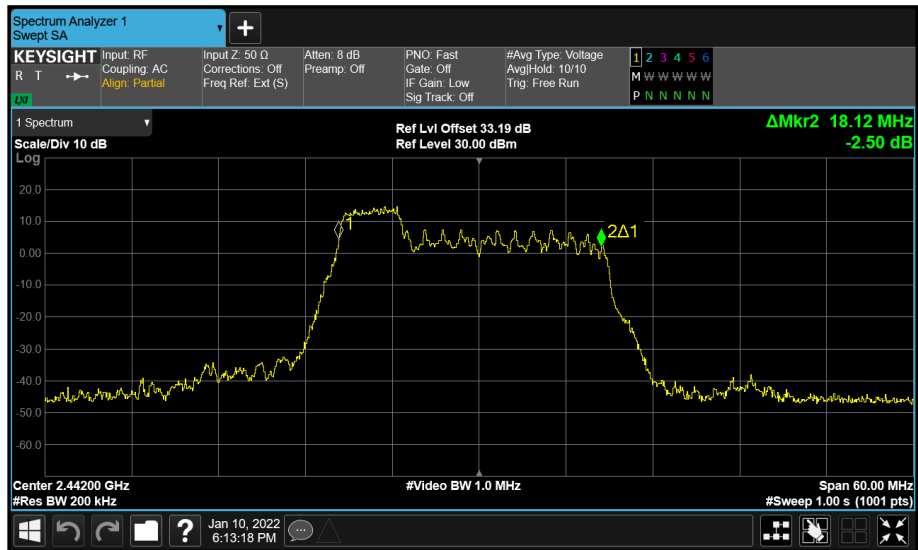 Spectrum Analyzer 1
Swept SA
KEYSIGHT
R T
LXI
Input: RF
Coupling: AC
Align: Partial
Input Z: 50 Ω
Corrections: Off
Freq Ref: Ext (S)
Atten: 8 dB
Preamp: Off
PNO: Fast
Gate: Off
IF Gain: Low
Sig Track: Off
#Avg Type: Voltage
Avg|Hold: 10/10
Trig: Free Run
1 2 3 4 5 6
M W W W W W
P N N N N N
1 Spectrum
Scale/Div 10 dB
Ref Lvl Offset 33.19 dB
Ref Level 30.00 dBm
ΔMkr2 18.12 MHz
-2.50 dB
Log
20.0
10.0
0.00
-10.0
-20.0
-30.0
-40.0
-50.0
-60.0
1
2Δ1
Center 2.44200 GHz
#Res BW 200 kHz
#Video BW 1.0 MHz
Span 60.00 MHz
#Sweep 1.00 s (1001 pts)
Jan 10, 2022
6:13:18 PM